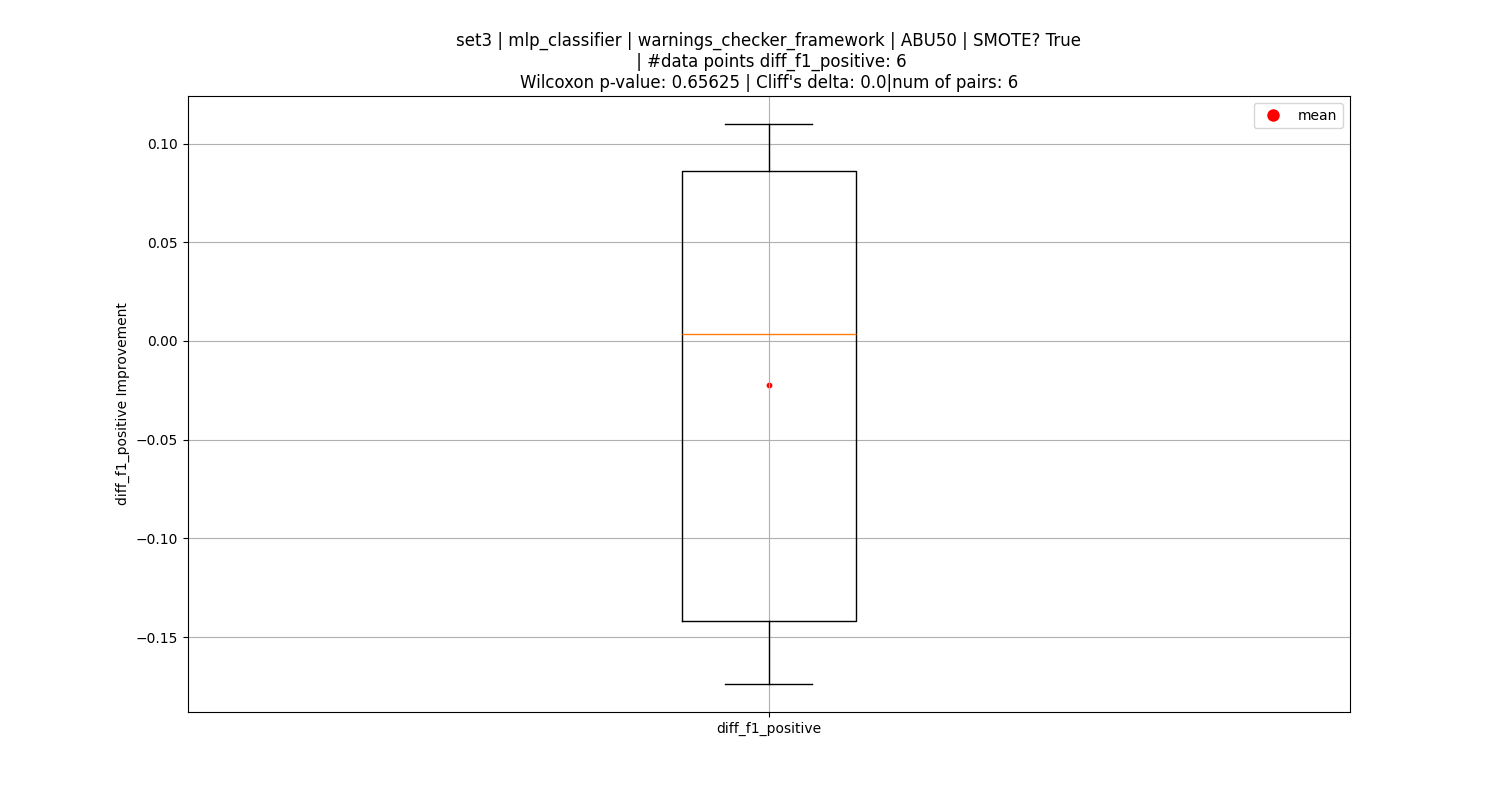 set3 | mlp_classifier | warnings_checker_framework | ABU50 | SMOTE? True
| #data points diff_f1_positive: 6
Wilcoxon p-value: 0.65625 | Cliff's delta: 0.0|num of pairs: 6
mean
0.10
0.05
0.00
−0.05
−0.10
−0.15
diff_f1_positive Improvement
diff_f1_positive